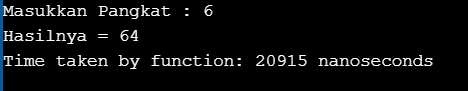 Masukkan Pangkat : 6
Hasilnya = 64
Time taken by function: 20915 nanoseconds